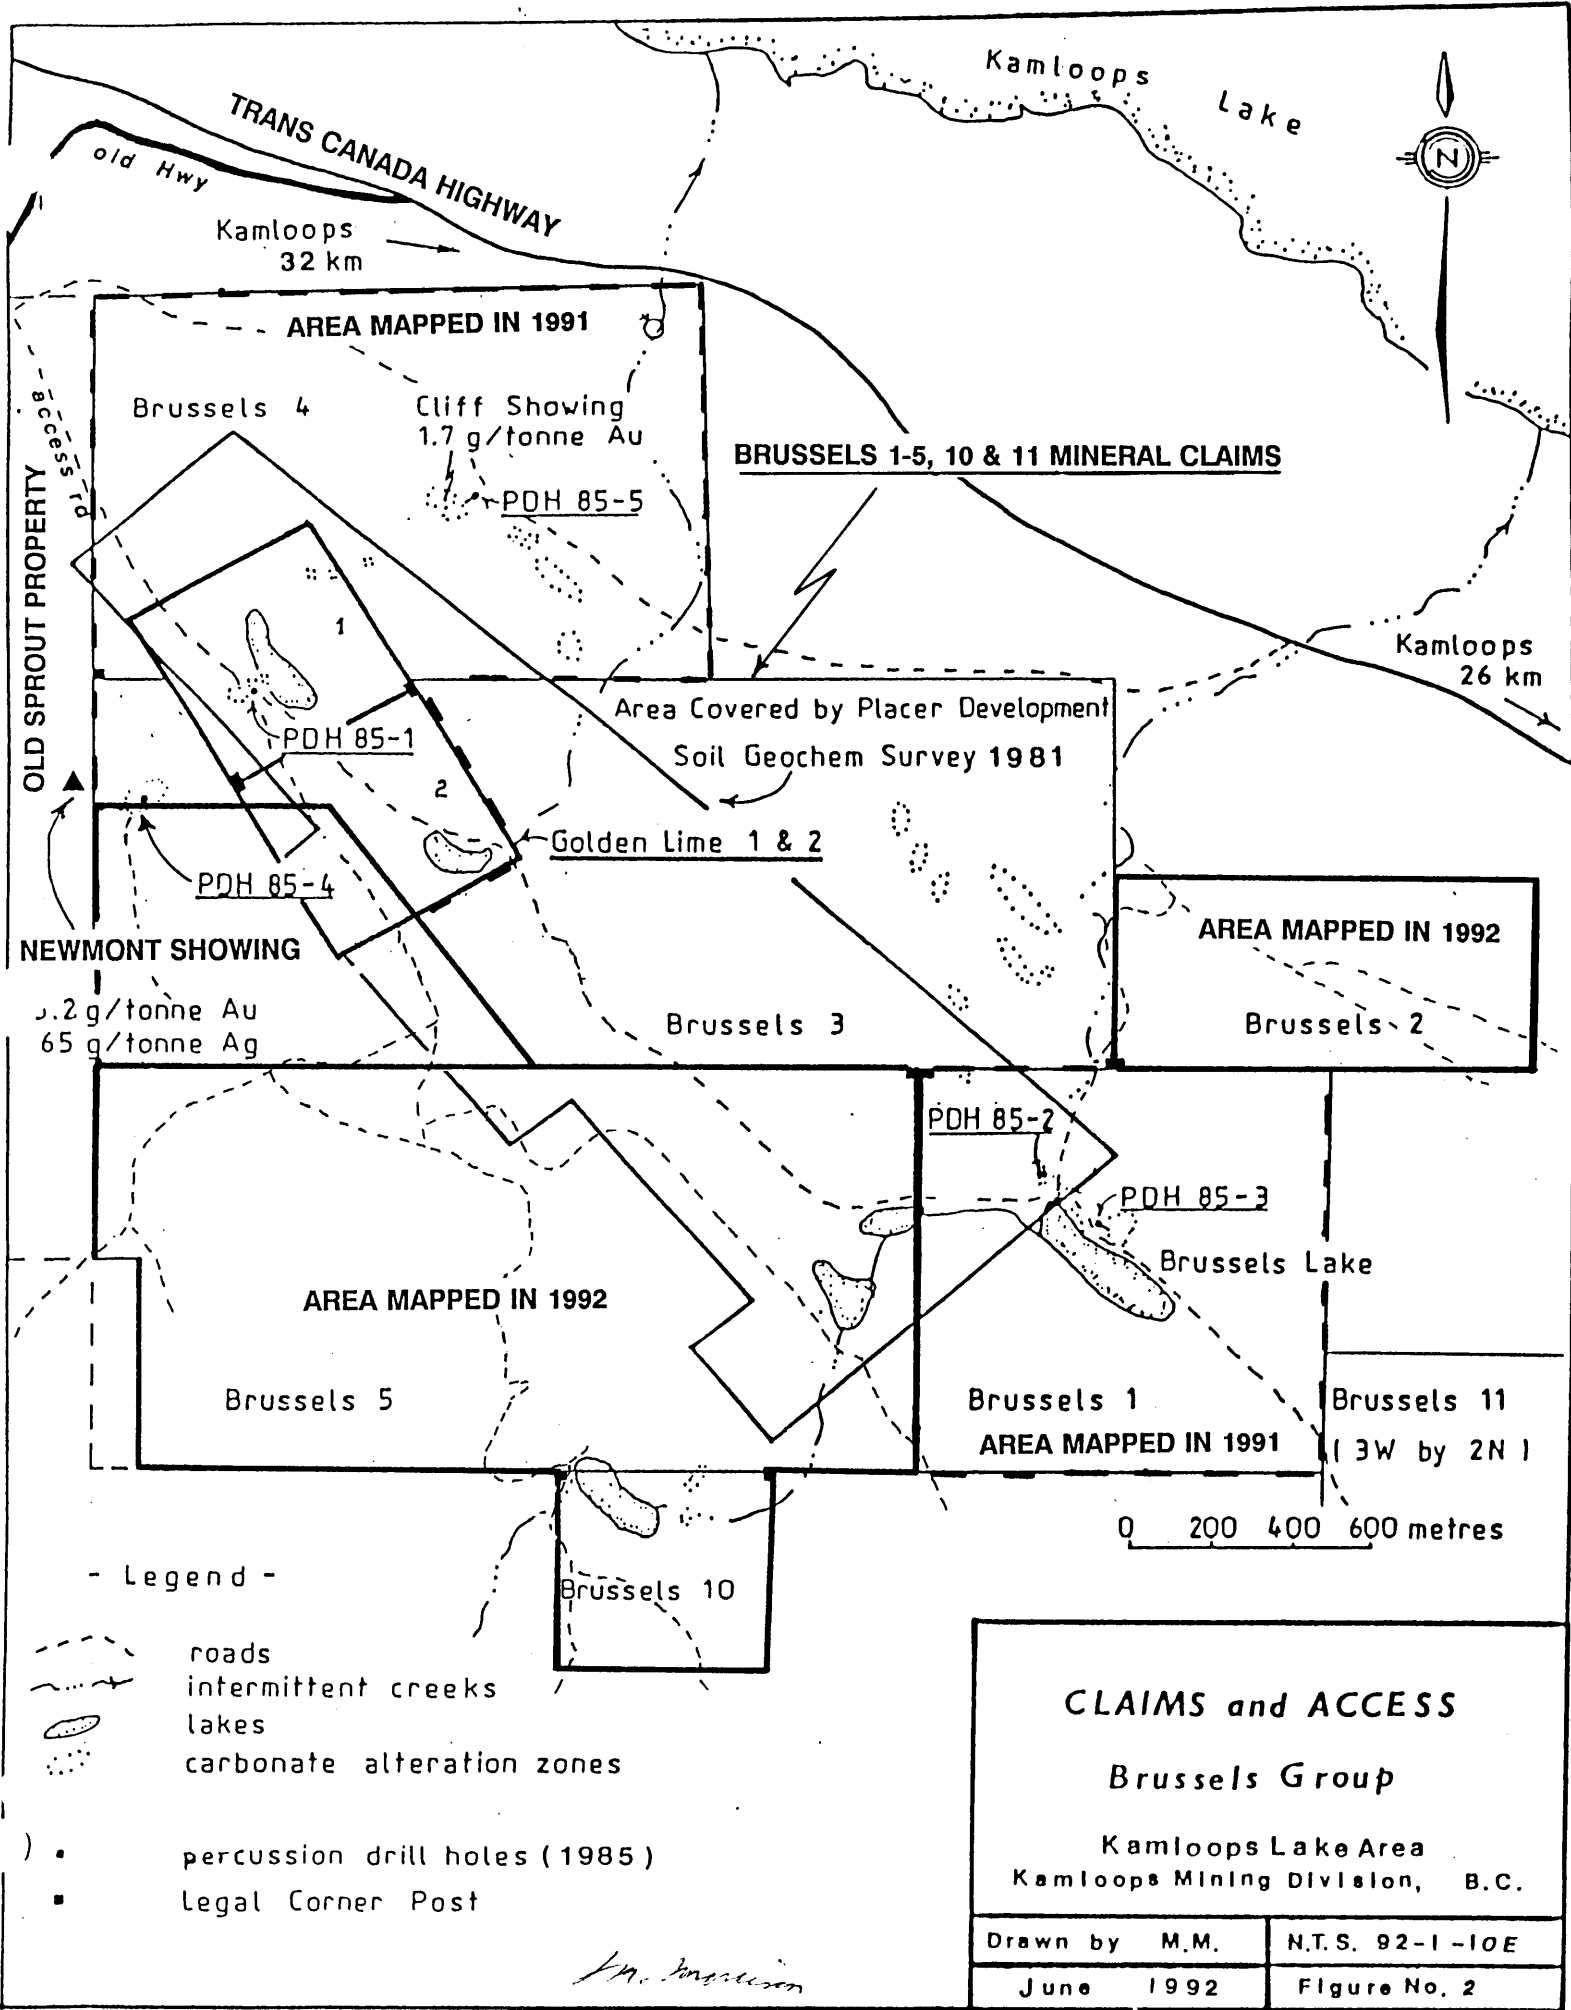 Kamloops
Lake
N
TRANS CANADA HIGHWAY
old Hwy
Kamloops
32 km
AREA MAPPED IN 1991
access rd
Brussels 4
Cliff Showing
1.7 g/tonne Au
PDH 85-5
BRUSSELS 1-5, 10 & 11 MINERAL CLAIMS
OLD SPROUT PROPERTY
1
Kamloops
26 km
Area Covered by Placer Development
Soil Geochem Survey 1981
PDH 85-1
2
Golden Lime 1 & 2
PDH 85-4
NEWMONT SHOWING
.2 g/tonne Au
65 g/tonne Ag
AREA MAPPED IN 1992
Brussels 2
Brussels 3
PDH 85-2
PDH 85-3
Brussels Lake
AREA MAPPED IN 1992
Brussels 5
Brussels 1
AREA MAPPED IN 1991
Brussels 11
( 3W by 2N )
0 200 400 600 metres
Brussels 10
- Legend -
roads
intermittent creeks
lakes
carbonate alteration zones
percussion drill holes (1985)
Legal Corner Post
CLAIMS and ACCESS
Brussels Group
Kamloops Lake Area
Kamloops Mining Division, B.C.
Drawn by M.M.
N.T.S. 92-I-10E
June 1992
Figure No. 2